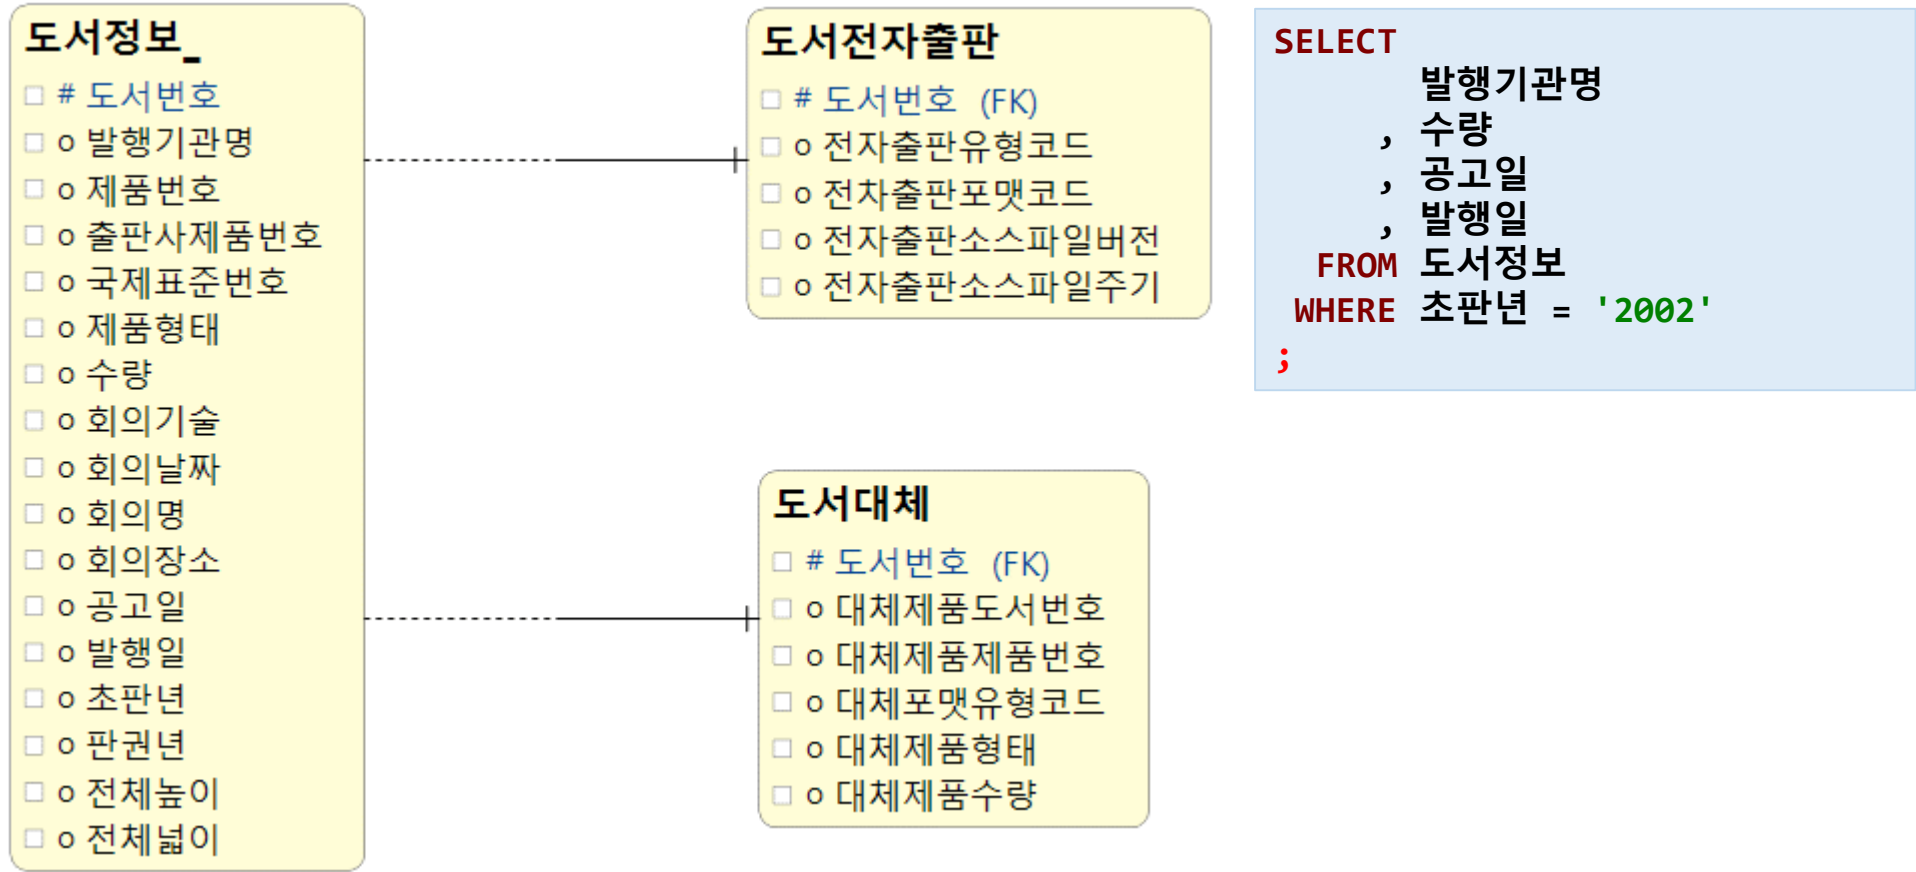 도서정보_
# 도서번호
o 발행기관명
o 제품번호
o 출판사제품번호
o 국제표준번호
o 제품형태
o 수량
o 회의기술
o 회의날짜
o 회의명
o 회의장소
o 공고일
o 발행일
o 초판년
o 판권년
o 전체높이
o 전체넓이
도서전자출판
# 도서번호 (FK)
o 전자출판유형코드
o 전차출판포맷코드
o 전자출판소스파일버전
o 전자출판소스파일주기
도서대체
# 도서번호 (FK)
o 대체제품도서번호
o 대체제품제품번호
o 대체포맷유형코드
o 대체제품형태
o 대체제품수량
SELECT
발행기관명
, 수량
, 공고일
, 발행일
FROM 도서정보
WHERE 초판년 = '2002'
;